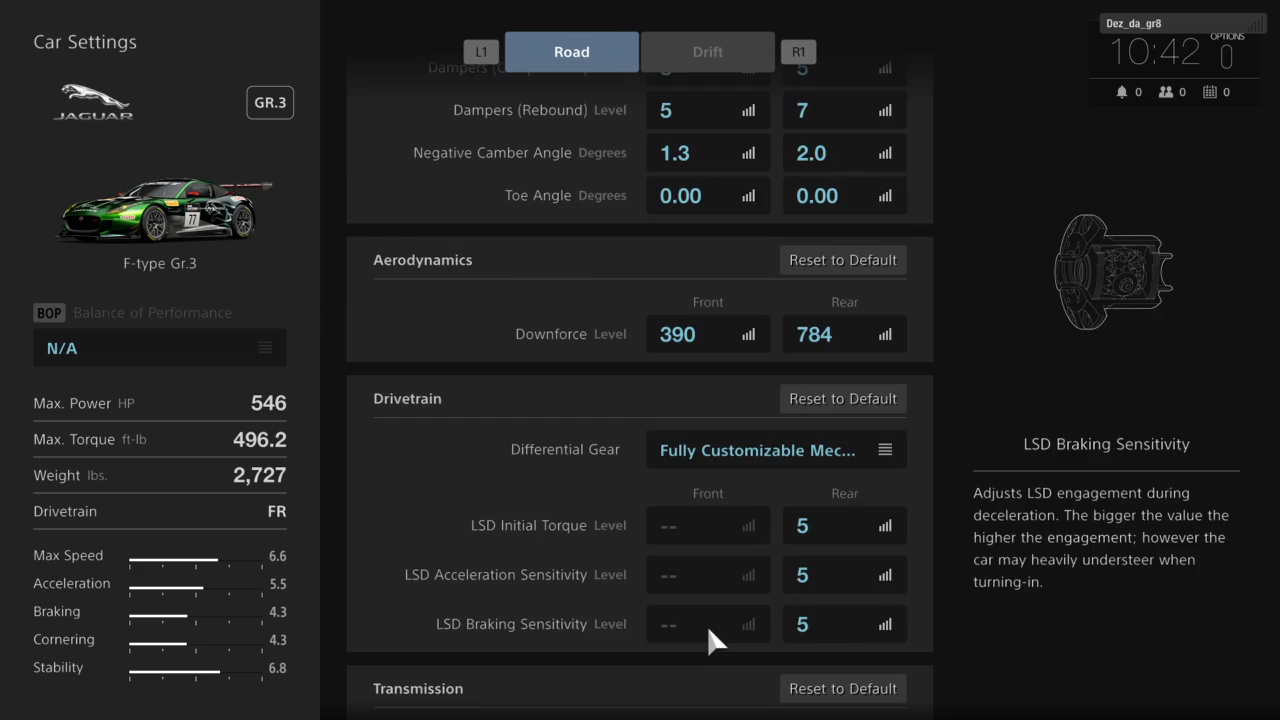 Car Settings
L1
Road
Drift
R1
Dez_da_gr8
10:42
OPTIONS
0
0
0
JAGUAR
GR.3
77
F-type Gr.3
BOP Balance of Performance
N/A
Max. Power HP 546
Max. Torque ft-lb 496.2
Weight lbs. 2,727
Drivetrain FR
Max Speed 6.6
Acceleration 5.5
Braking 4.3
Cornering 4.3
Stability 6.8
Dampers (
5
Dampers (Rebound) Level 5 7
Negative Camber Angle Degrees 1.3 2.0
Toe Angle Degrees 0.00 0.00
Aerodynamics Reset to Default
Front Rear
Downforce Level 390 784
Drivetrain Reset to Default
Differential Gear Fully Customizable Mec...
Front Rear
LSD Initial Torque Level -- 5
LSD Acceleration Sensitivity Level -- 5
LSD Braking Sensitivity Level -- 5
Transmission Reset to Default
LSD Braking Sensitivity
Adjusts LSD engagement during
deceleration. The bigger the value the
higher the engagement; however the
car may heavily understeer when
turning-in.